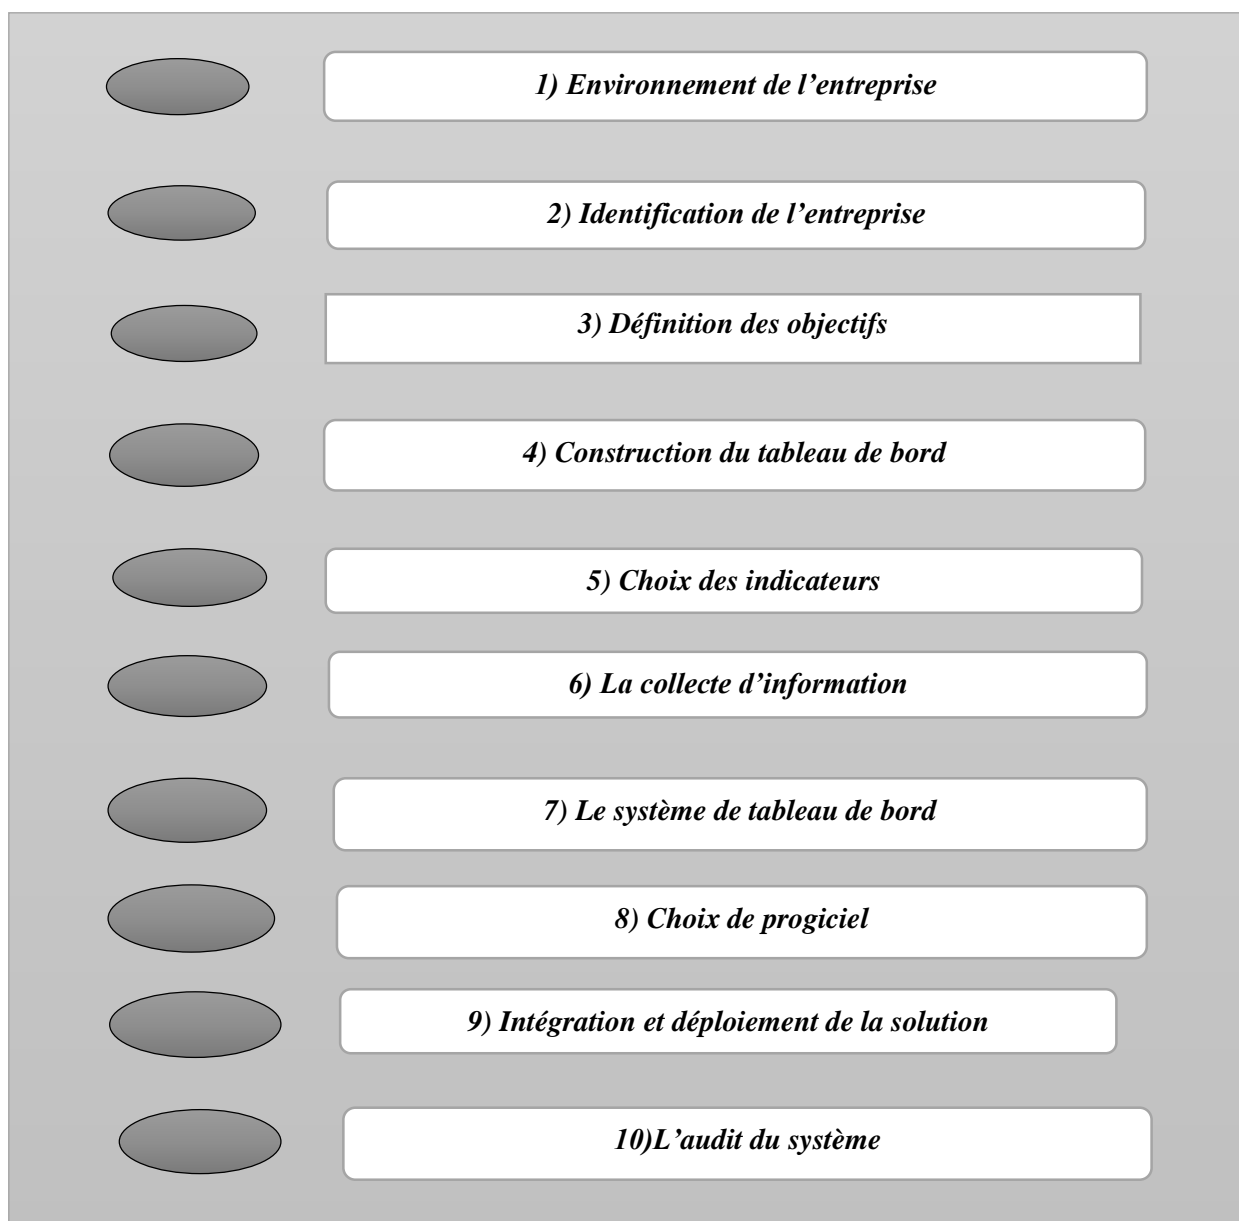 1) Environnement de l’entreprise
2) Identification de l’entreprise
3) Définition des objectifs
4) Construction du tableau de bord
5) Choix des indicateurs
6) La collecte d’information
7) Le système de tableau de bord
8) Choix de progiciel
9) Intégration et déploiement de la solution
10)L’audit du système